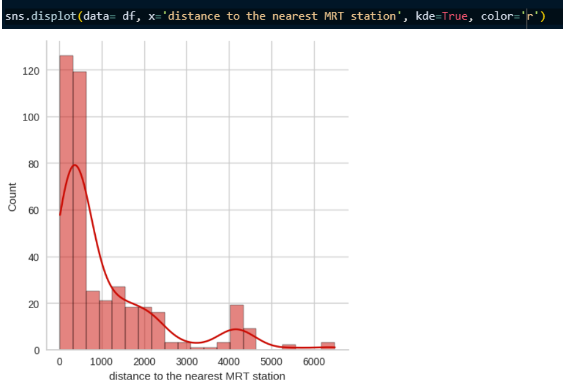 sns.displot(data= df, x='distance to the nearest MRT station', kde=True, color='r')
120
100
80
60
40
20
0
Count
0 1000 2000 3000 4000 5000 6000
distance to the nearest MRT station